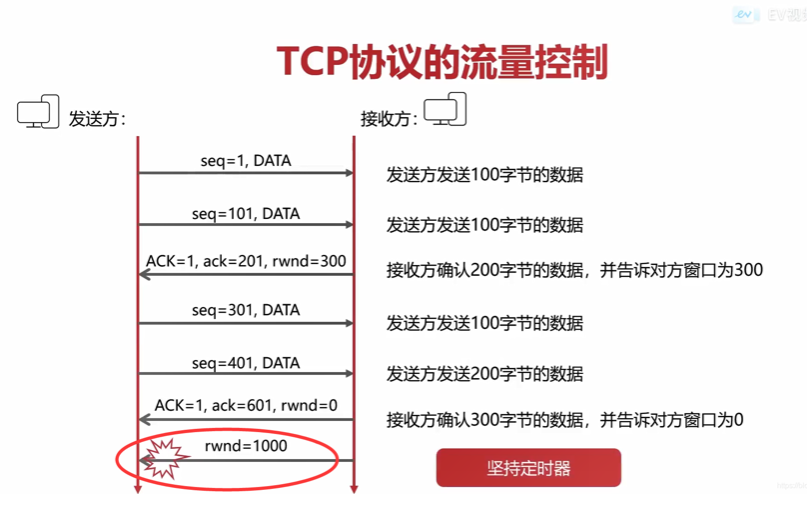 EV视
TCP协议的流量控制
发送方：
接收方：
seq=1, DATA
发送方发送100字节的数据
seq=101, DATA
发送方发送100字节的数据
ACK=1, ack=201, rwnd=300
接收方确认200字节的数据，并告诉对方窗口为300
seq=301, DATA
发送方发送100字节的数据
seq=401, DATA
发送方发送200字节的数据
ACK=1, ack=601, rwnd=0
接收方确认300字节的数据，并告诉对方窗口为0
rwnd=1000
坚持定时器